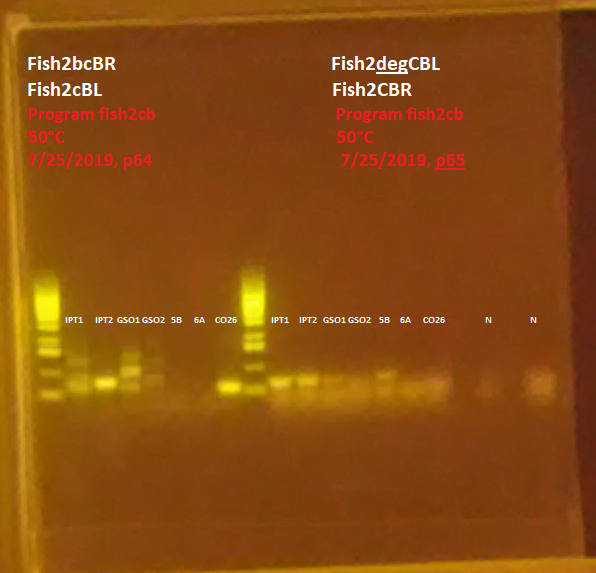 Fish2bcBR
Fish2cBL
Program fish2cb
50°C
7/25/2019, p64
Fish2degCBL
Fish2CBR
Program fish2cb
50°C
7/25/2019, p65
IPT1 IPT2 GSO1 GSO2 5B 6A CO26 IPT1 IPT2 GSO1 GSO2 5B 6A CO26 N N